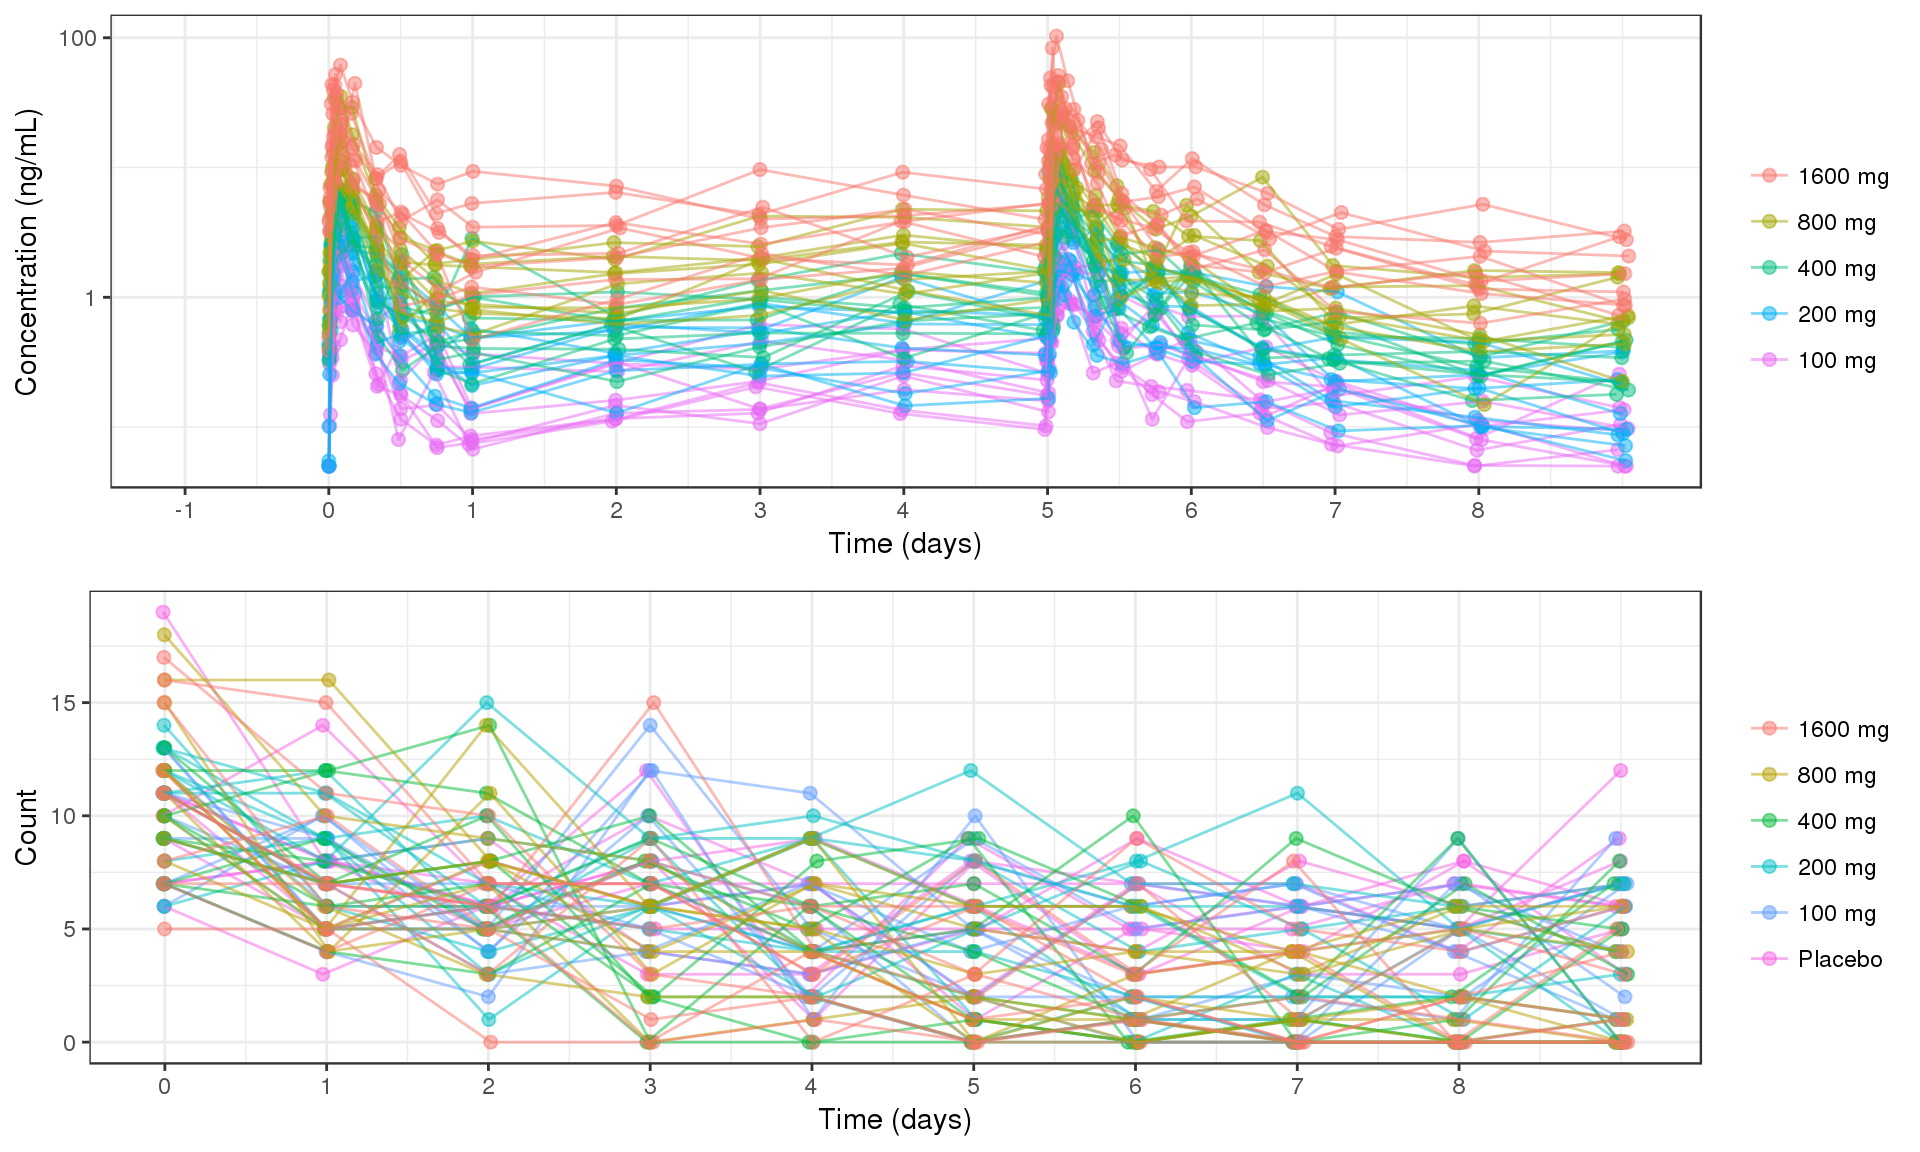 100
1
Concentration (ng/mL)
-1 0 1 2 3 4 5 6 7 8
Time (days)
1600 mg
800 mg
400 mg
200 mg
100 mg
15
10
5
0
Count
0 1 2 3 4 5 6 7 8
Time (days)
1600 mg
800 mg
400 mg
200 mg
100 mg
Placebo